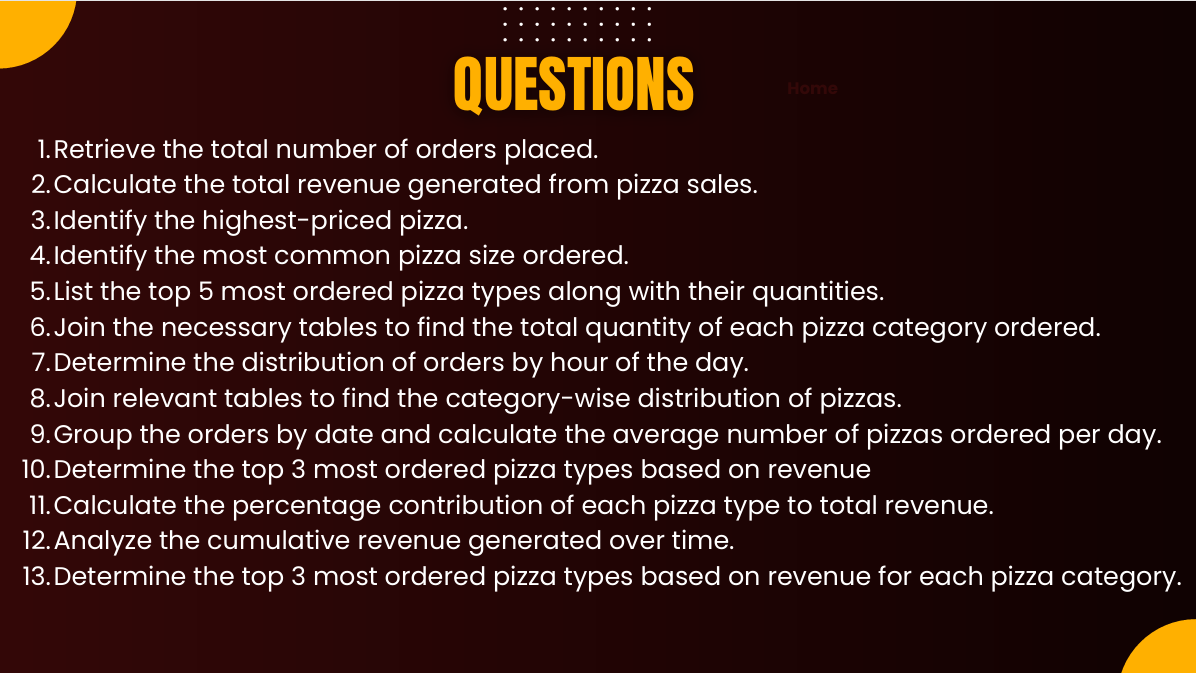 QUESTIONS
Home
1. Retrieve the total number of orders placed.
2. Calculate the total revenue generated from pizza sales.
3. Identify the highest-priced pizza.
4. Identify the most common pizza size ordered.
5. List the top 5 most ordered pizza types along with their quantities.
6. Join the necessary tables to find the total quantity of each pizza category ordered.
7. Determine the distribution of orders by hour of the day.
8. Join relevant tables to find the category-wise distribution of pizzas.
9. Group the orders by date and calculate the average number of pizzas ordered per day.
10. Determine the top 3 most ordered pizza types based on revenue
11. Calculate the percentage contribution of each pizza type to total revenue.
12. Analyze the cumulative revenue generated over time.
13. Determine the top 3 most ordered pizza types based on revenue for each pizza category.